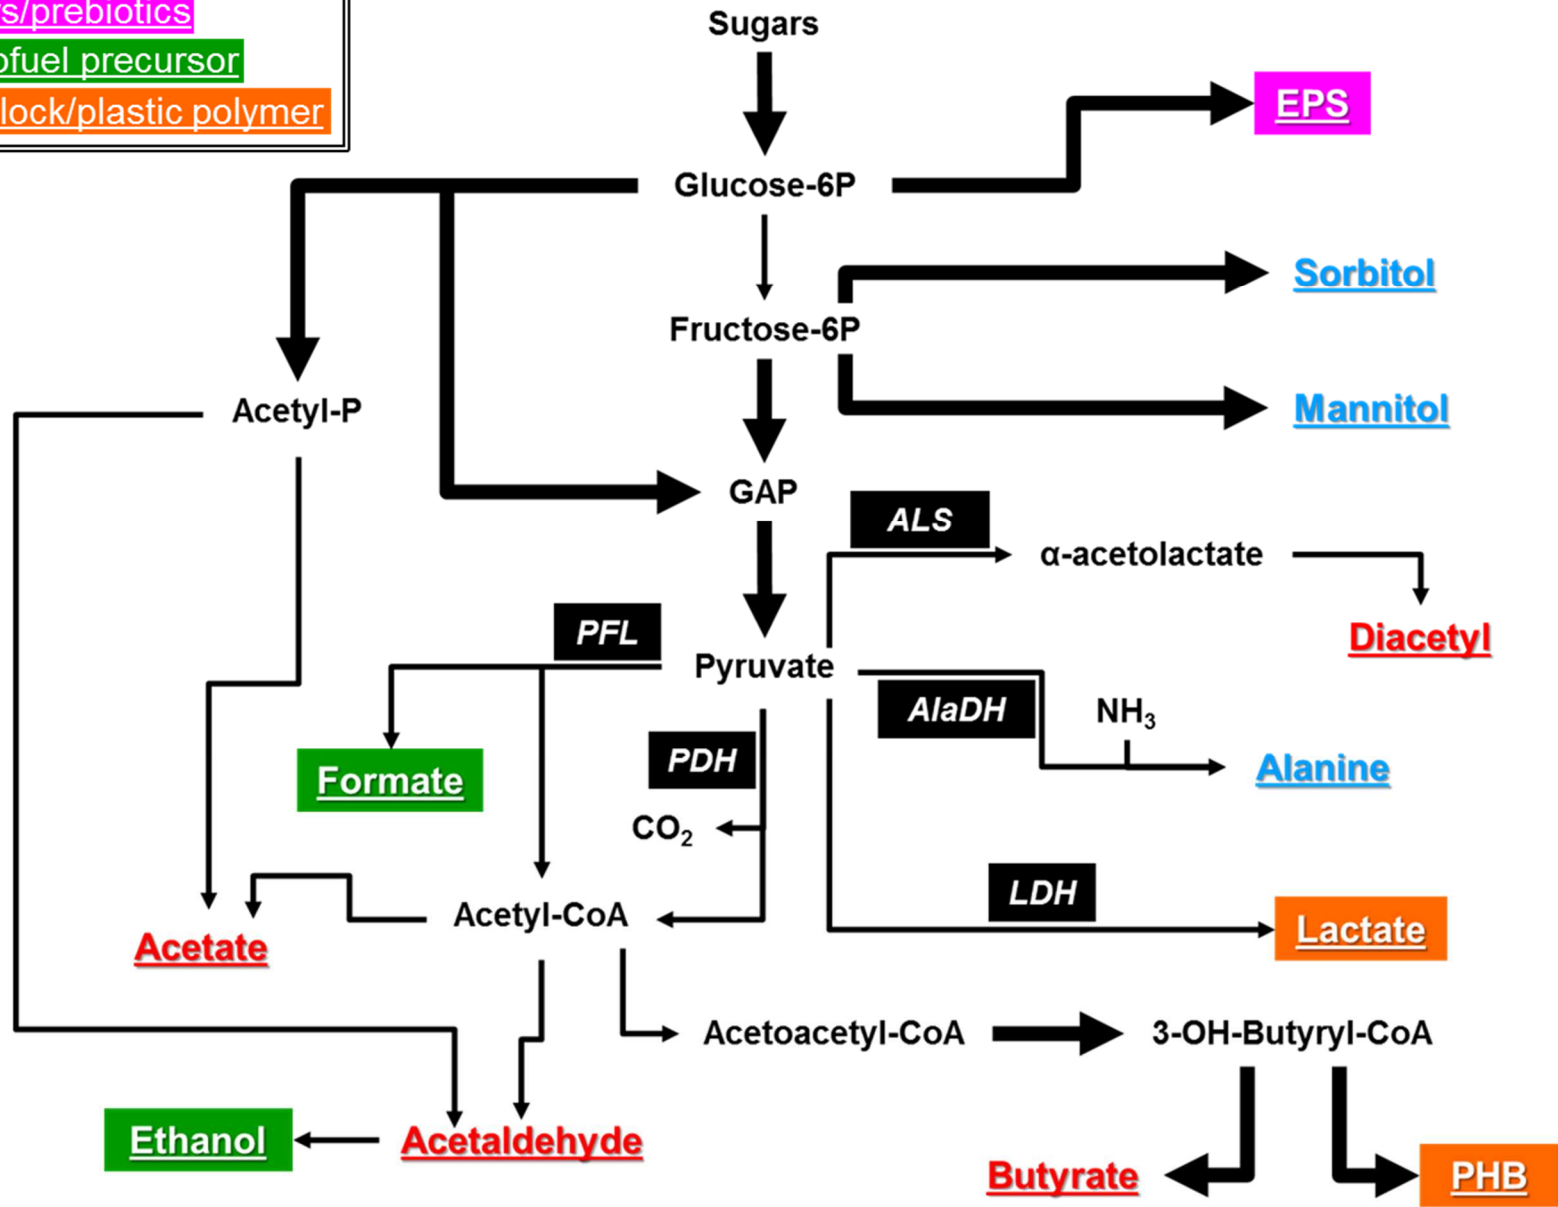 s/prebiotics
ofuel precursor
lock/plastic polymer
Sugars
EPS
Glucose-6P
Sorbitol
Fructose-6P
Mannitol
Acetyl-P
GAP
ALS
α-acetolactate
PFL
Diacetyl
Pyruvate
AlaDH
NH₃
PDH
Alanine
Formate
CO₂
LDH
Acetyl-CoA
Lactate
Acetate
Acetoacetyl-CoA
3-OH-Butyryl-CoA
Ethanol
Acetaldehyde
Butyrate
PHB